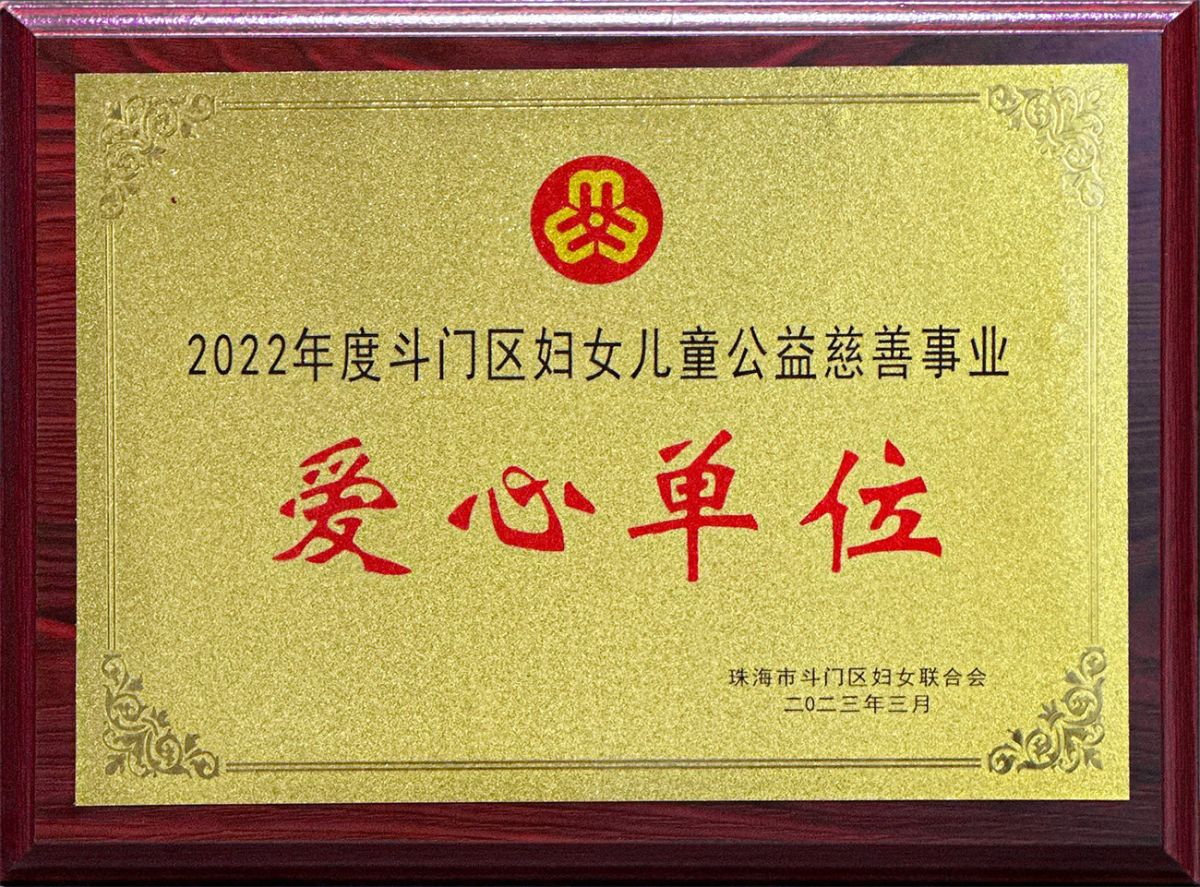 2022年度斗门区妇女儿童公益慈善事业
爱心单位
珠海市斗门区妇女联合会
二〇二三年三月